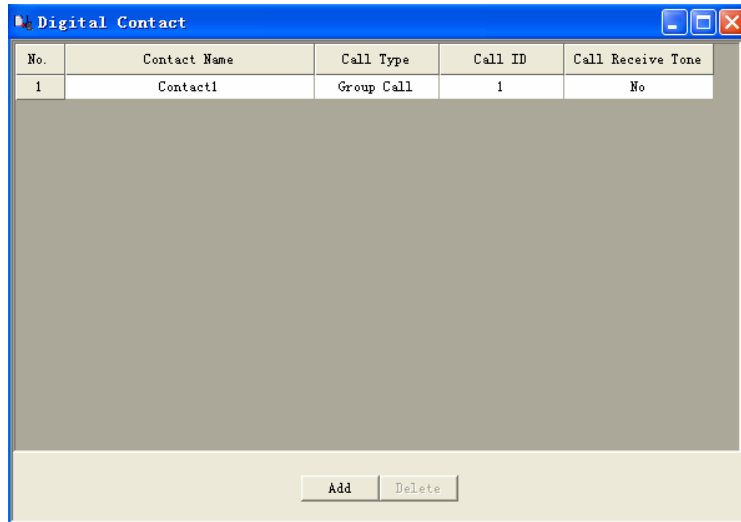 Digital Contact
No. Contact Name Call Type Call ID Call Receive Tone
1 Contact1 Group Call 1 No
Add Delete